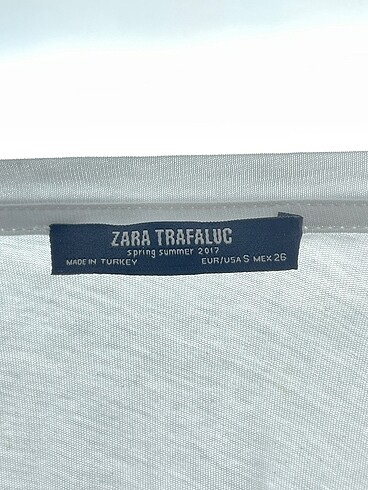 ZARA TRAFALUC
spring summer 2017
MADE IN TURKEY EUR/USA S MEX 26